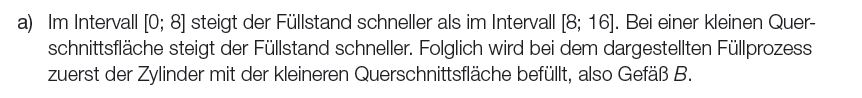 a) Im Intervall [0; 8] steigt der Füllstand schneller als im Intervall [8; 16]. Bei einer kleinen Quer-
schnittsfläche steigt der Füllstand schneller. Folglich wird bei dem dargestellten Füllprozess
zuerst der Zylinder mit der kleineren Querschnittsfläche befüllt, also Gefäß B.